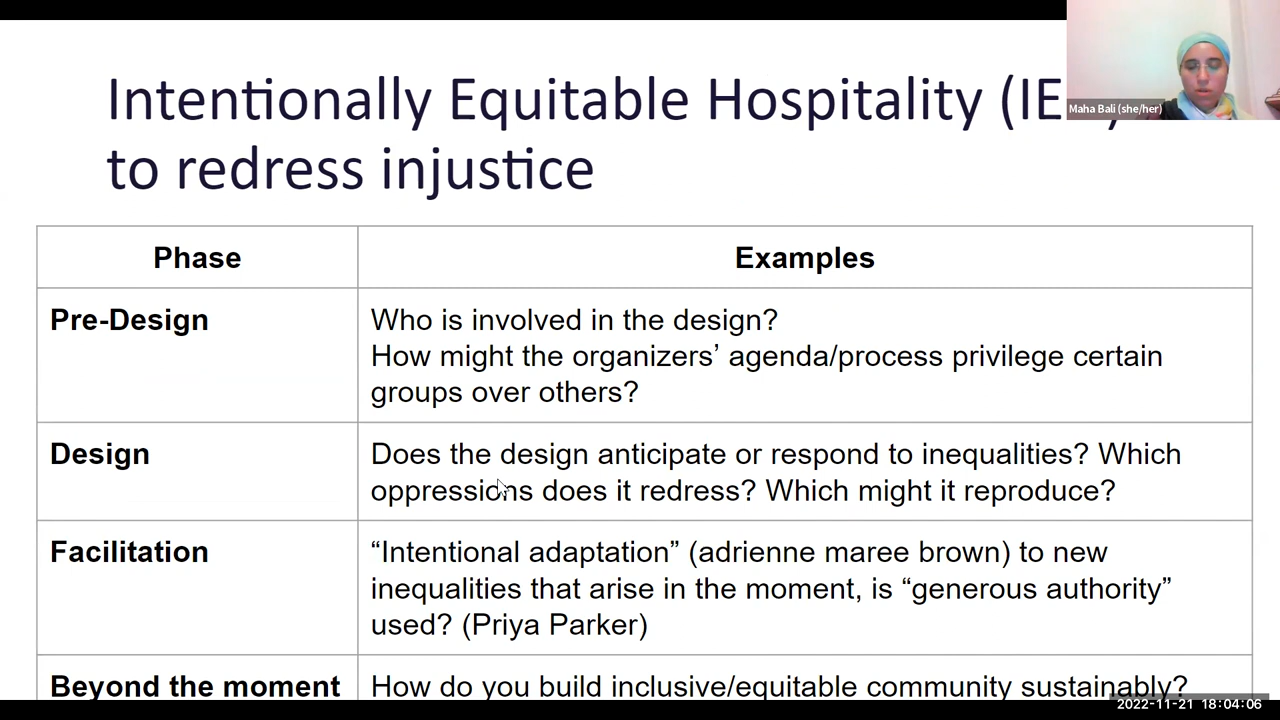 Intentionally Equitable Hospitality (IE
to redress injustice
Maha Bali (she/her)
Phase
Examples
Pre-Design
Who is involved in the design?
How might the organizers’ agenda/process privilege certain
groups over others?
Design
Does the design anticipate or respond to inequalities? Which
oppressions does it redress? Which might it reproduce?
Facilitation
“Intentional adaptation” (adrienne maree brown) to new
inequalities that arise in the moment, is “generous authority”
used? (Priya Parker)
Beyond the moment
How do you build inclusive/equitable community sustainably?
2022-11-21 18:04:06